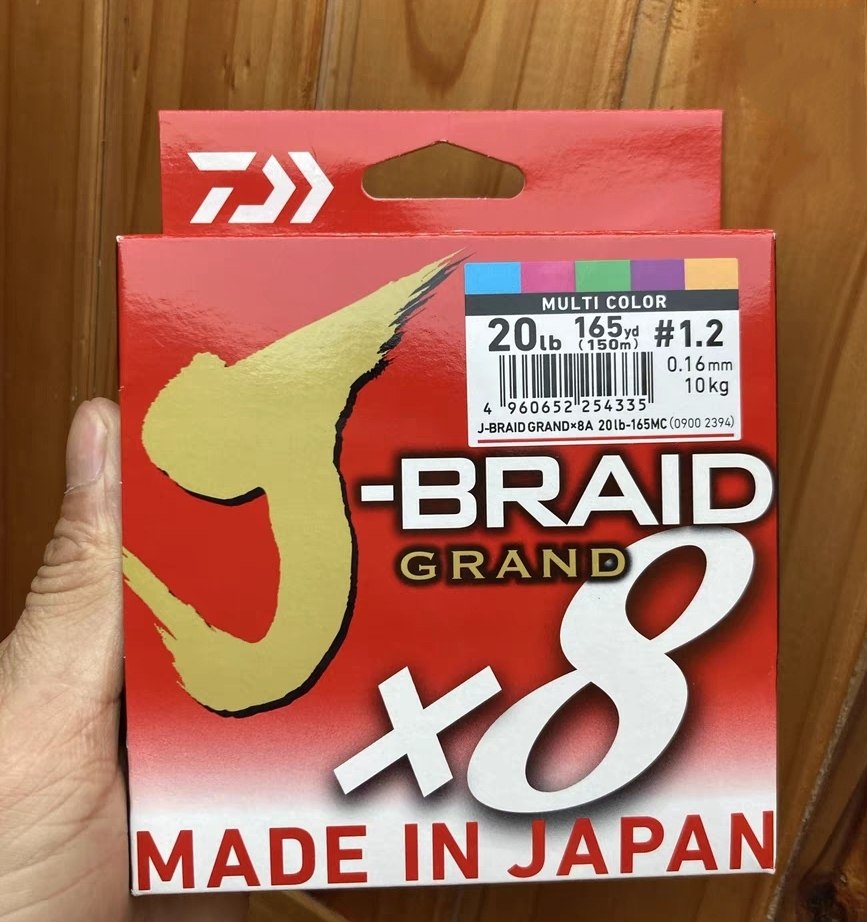 MULTI COLOR
20lb 165yd (150m) #1.2
0.16mm
10kg
4 960652 254335
J-BRAID GRAND×8A 20lb-165MC (0900 2394)
J-BRAID
GRAND
×8
MADE IN JAPAN